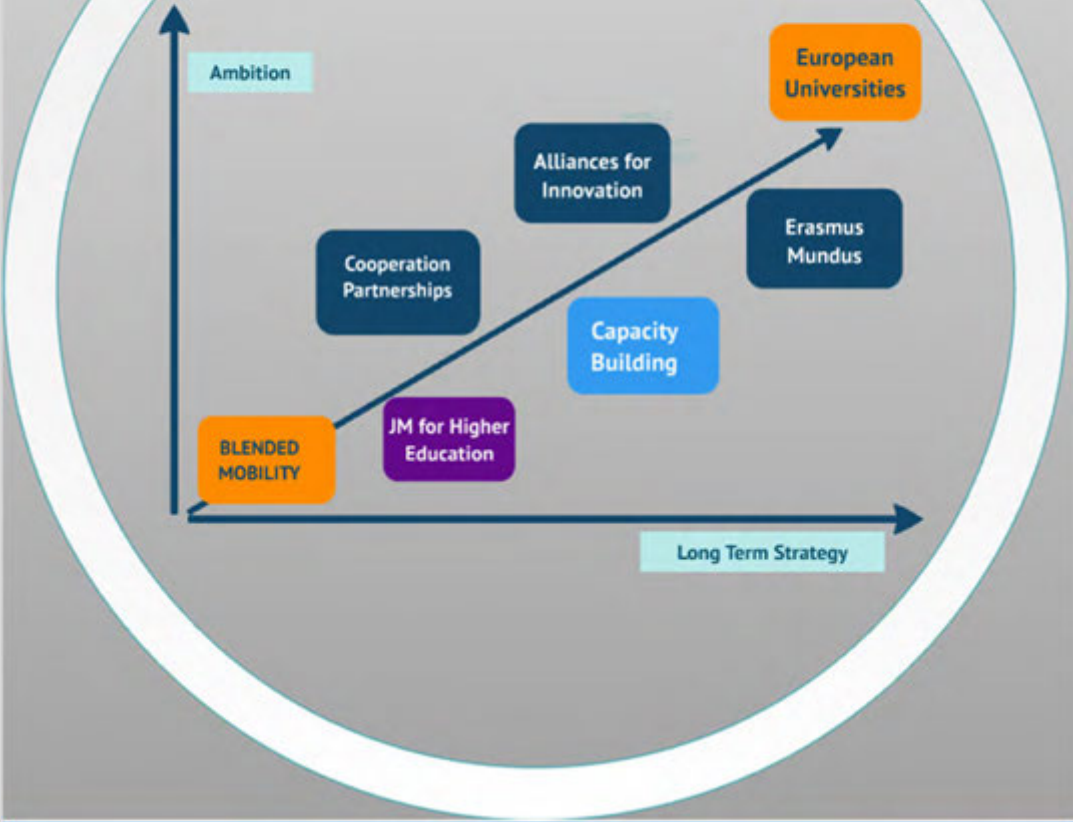 Ambition
European
Universities
Alliances for
Innovation
Erasmus
Mundus
Cooperation
Partnerships
Capacity
Building
JM for Higher
Education
BLENDED
MOBILITY
Long Term Strategy